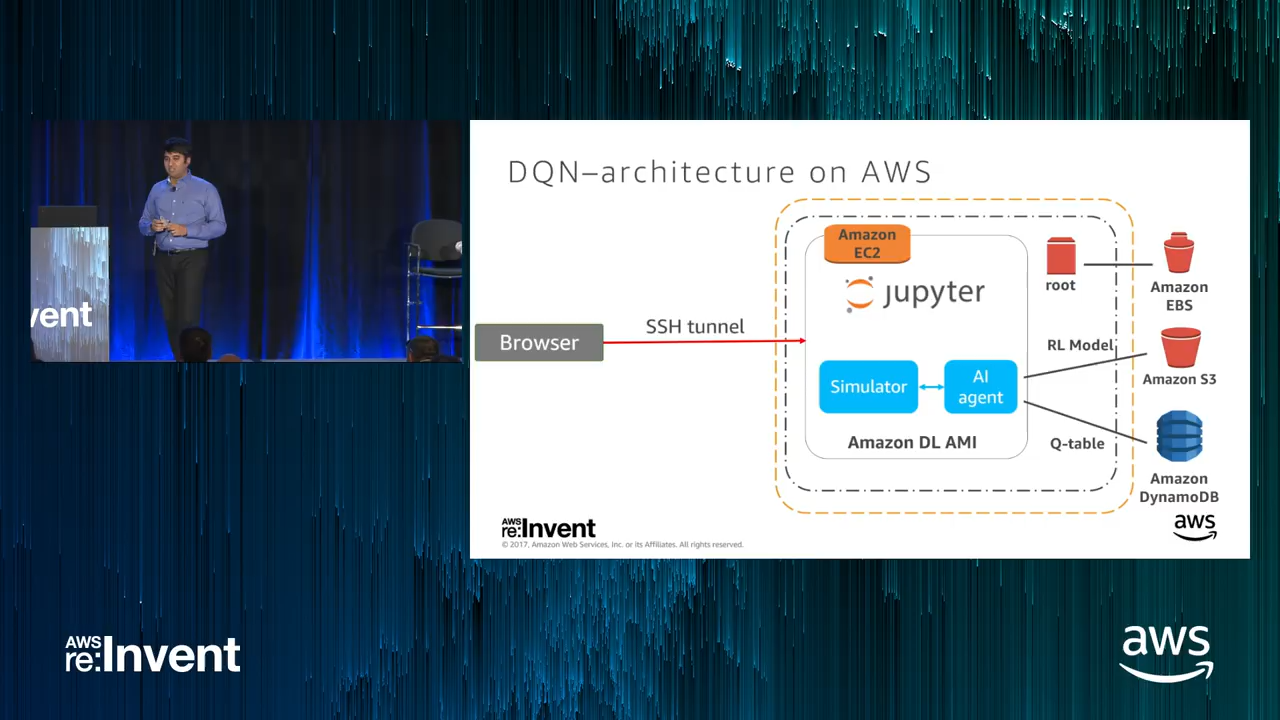 DQN–architecture on AWS
Amazon
EC2
jupyter
root
Amazon
EBS
SSH tunnel
Browser
RL Model
Amazon S3
Simulator
AI
agent
Amazon DL AMI
Q-table
Amazon
DynamoDB
AWS
re:Invent
© 2017, Amazon Web Services, Inc. or its Affiliates. All rights reserved.
aws
vent
AWS
re:Invent
aws